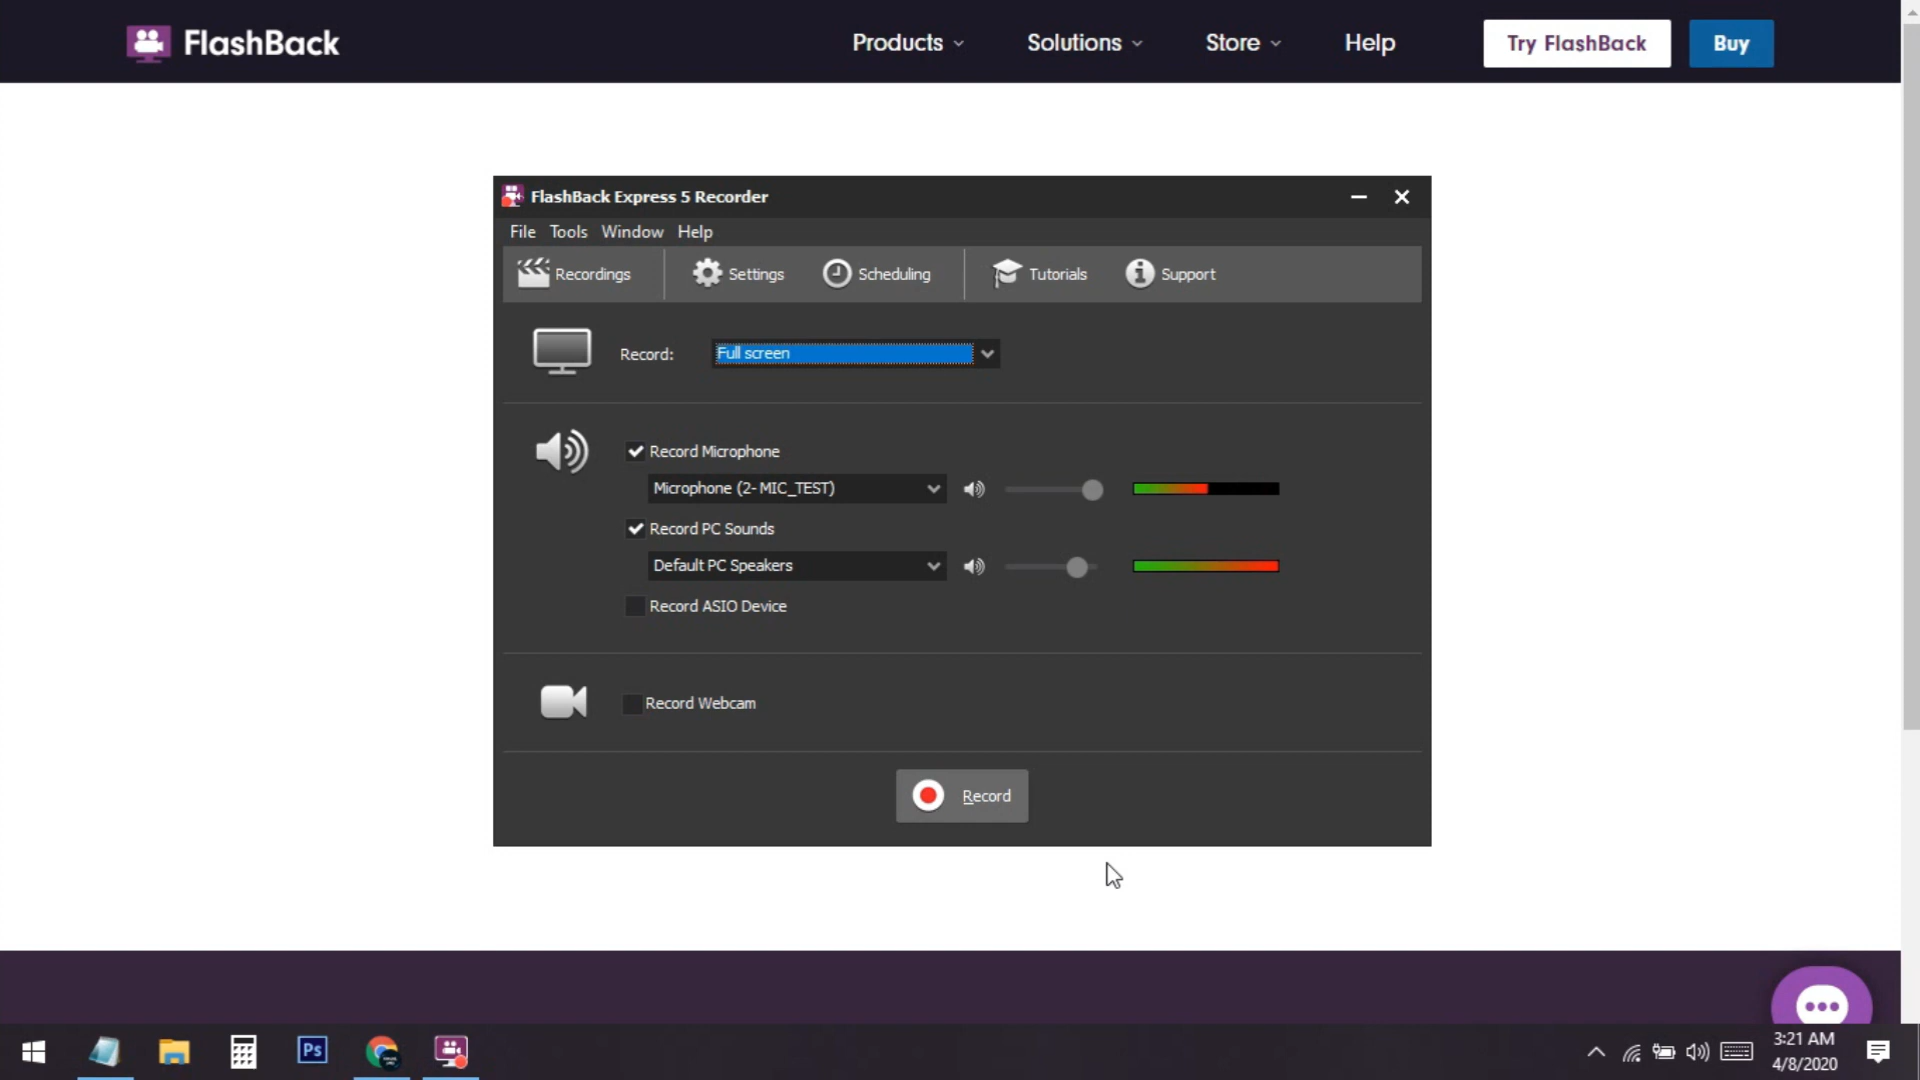 FlashBack
Products
Solutions
Store
Help
Try FlashBack
Buy
FlashBack Express 5 Recorder
File Tools Window Help
Recordings
Settings
Scheduling
Tutorials
Support
Record:
Full screen
Record Microphone
Microphone (2- MIC_TEST)
Record PC Sounds
Default PC Speakers
Record ASIO Device
Record Webcam
Record
Ps
3:21 AM
4/8/2020